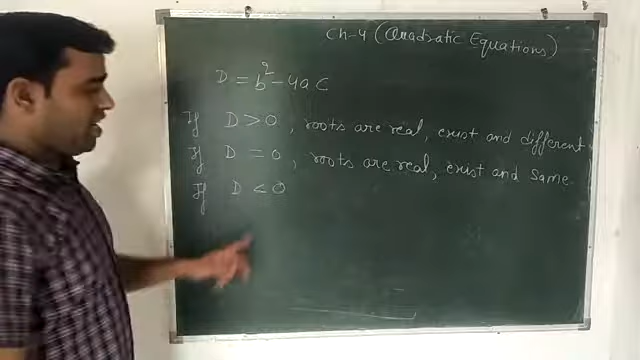 Ch-4 (Quadratic Equations)
D = b² - 4ac
If D > 0, roots are real, exist and different
If D = 0, roots are real, exist and same
If D < 0